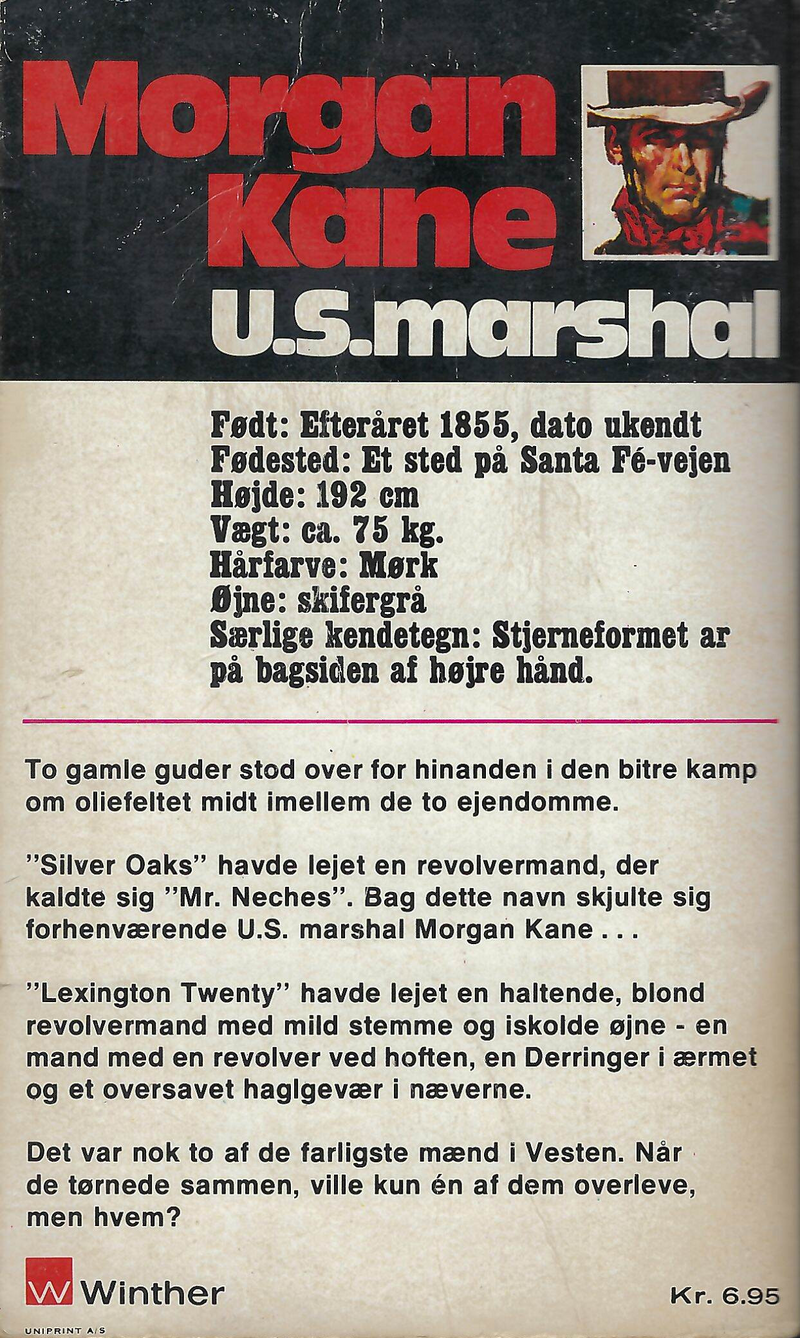 Morgan
Kane
U.S.marshal
Født: Efteråret 1855, dato ukendt
Fødested: Et sted på Santa Fé-vejen
Højde: 192 cm
Vægt: ca. 75 kg.
Hårfarve: Mørk
Øjne: skifergrå
Særlige kendetegn: Stjerneformet ar
på bagsiden af højre hånd.
To gamle guder stod over for hinanden i den bitre kamp
om oliefeltet midt imellem de to ejendomme.
"Silver Oaks" havde lejet en revolvermand, der
kaldte sig "Mr. Neches". Bag dette navn skjulte sig
forhenværende U.S. marshal Morgan Kane . . .
"Lexington Twenty" havde lejet en haltende, blond
revolvermand med mild stemme og iskolde øjne - en
mand med en revolver ved hoften, en Derringer i ærmet
og et oversavet haglgevær i næverne.
Det var nok to af de farligste mænd i Vesten. Når
de tørnede sammen, ville kun én af dem overleve,
men hvem?
W Winther
Kr. 6.95
UNIPRINT A/S